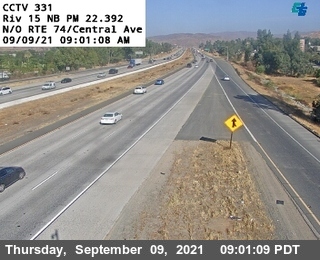 CCTV 331
Riv 15 NB PM 22.392
N/O RTE 74/Central Ave
09/09/21 09:01:08 AM
Thursday, September 09, 2021 09:01:09 PDT